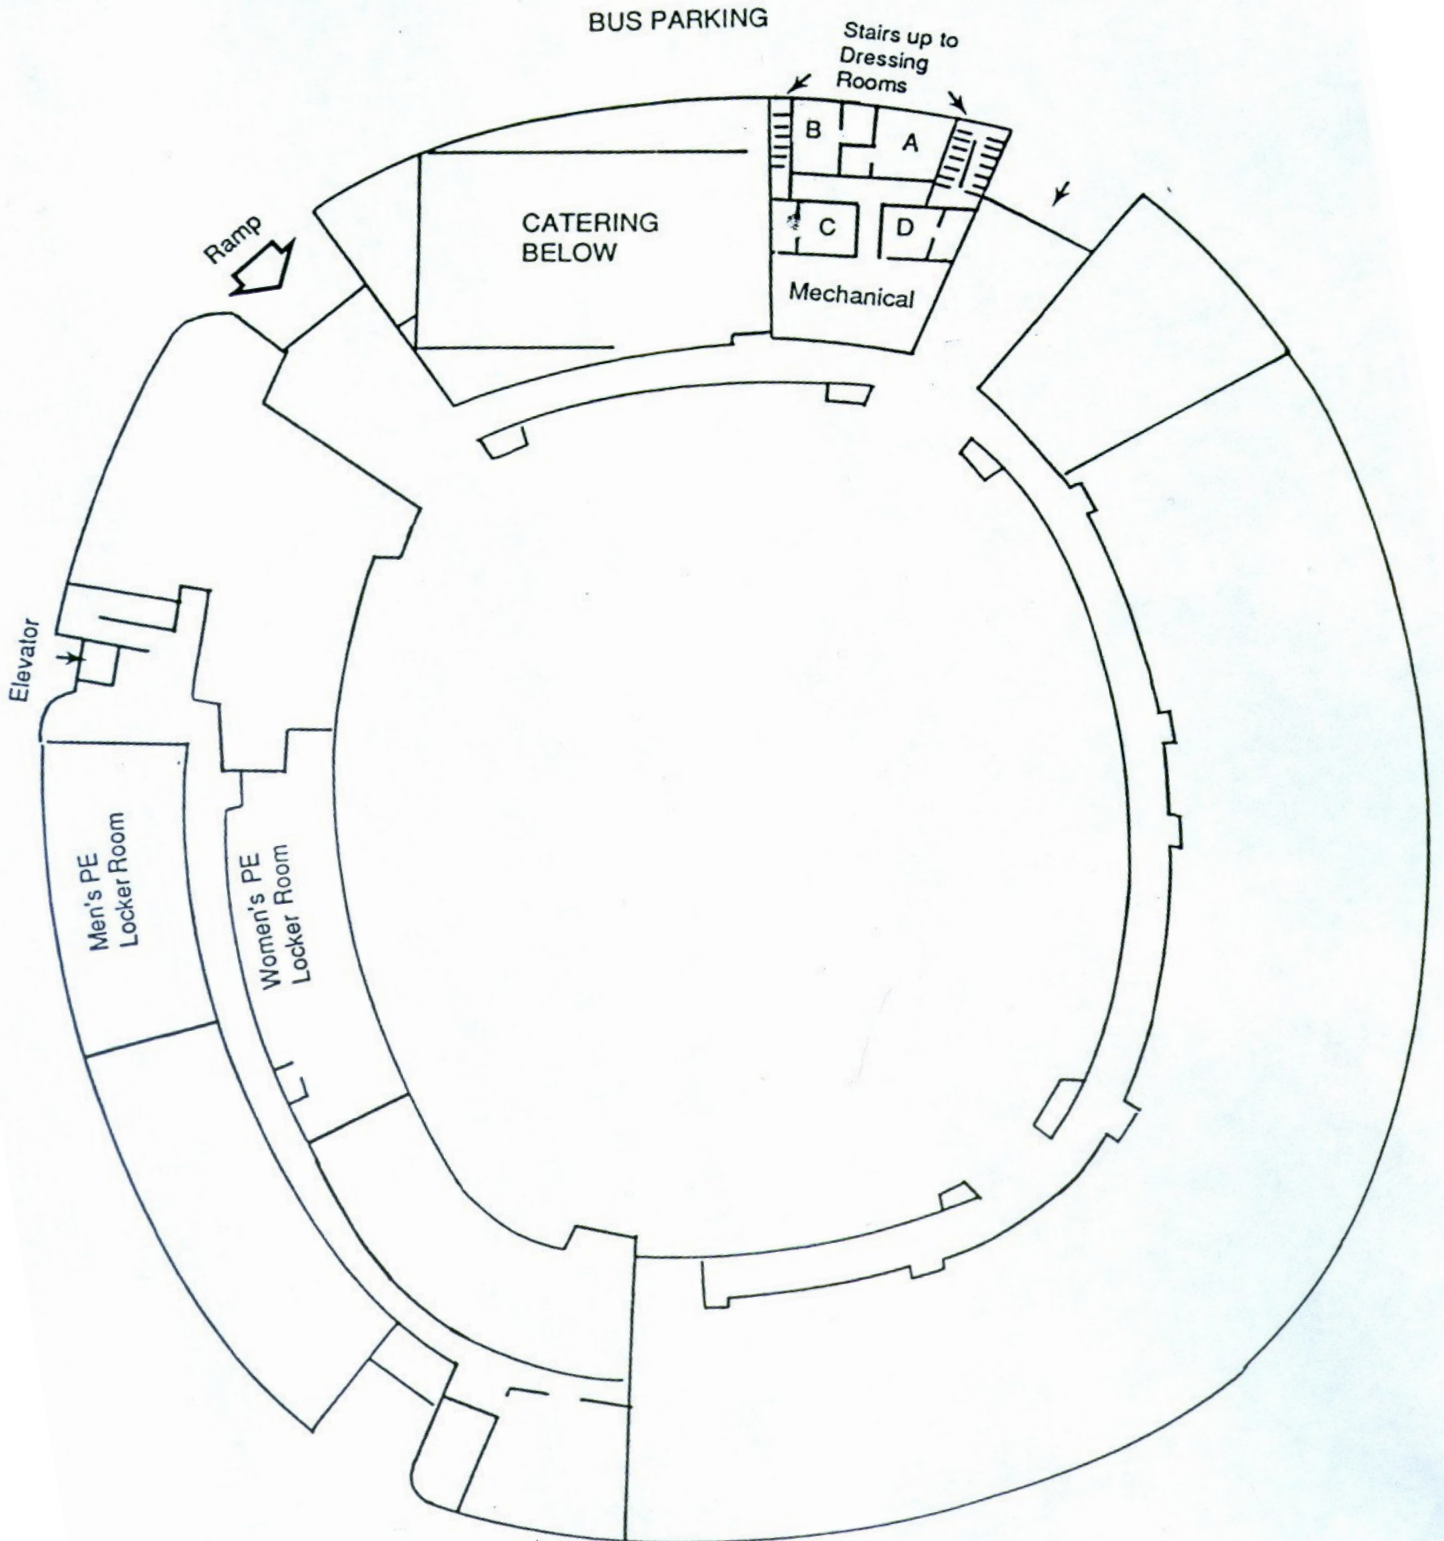 BUS PARKING
Stairs up to
Dressing
Rooms
B
A
Ramp
CATERING
BELOW
C
D
Mechanical
Elevator
Men's PE
Locker Room
Women's PE
Locker Room